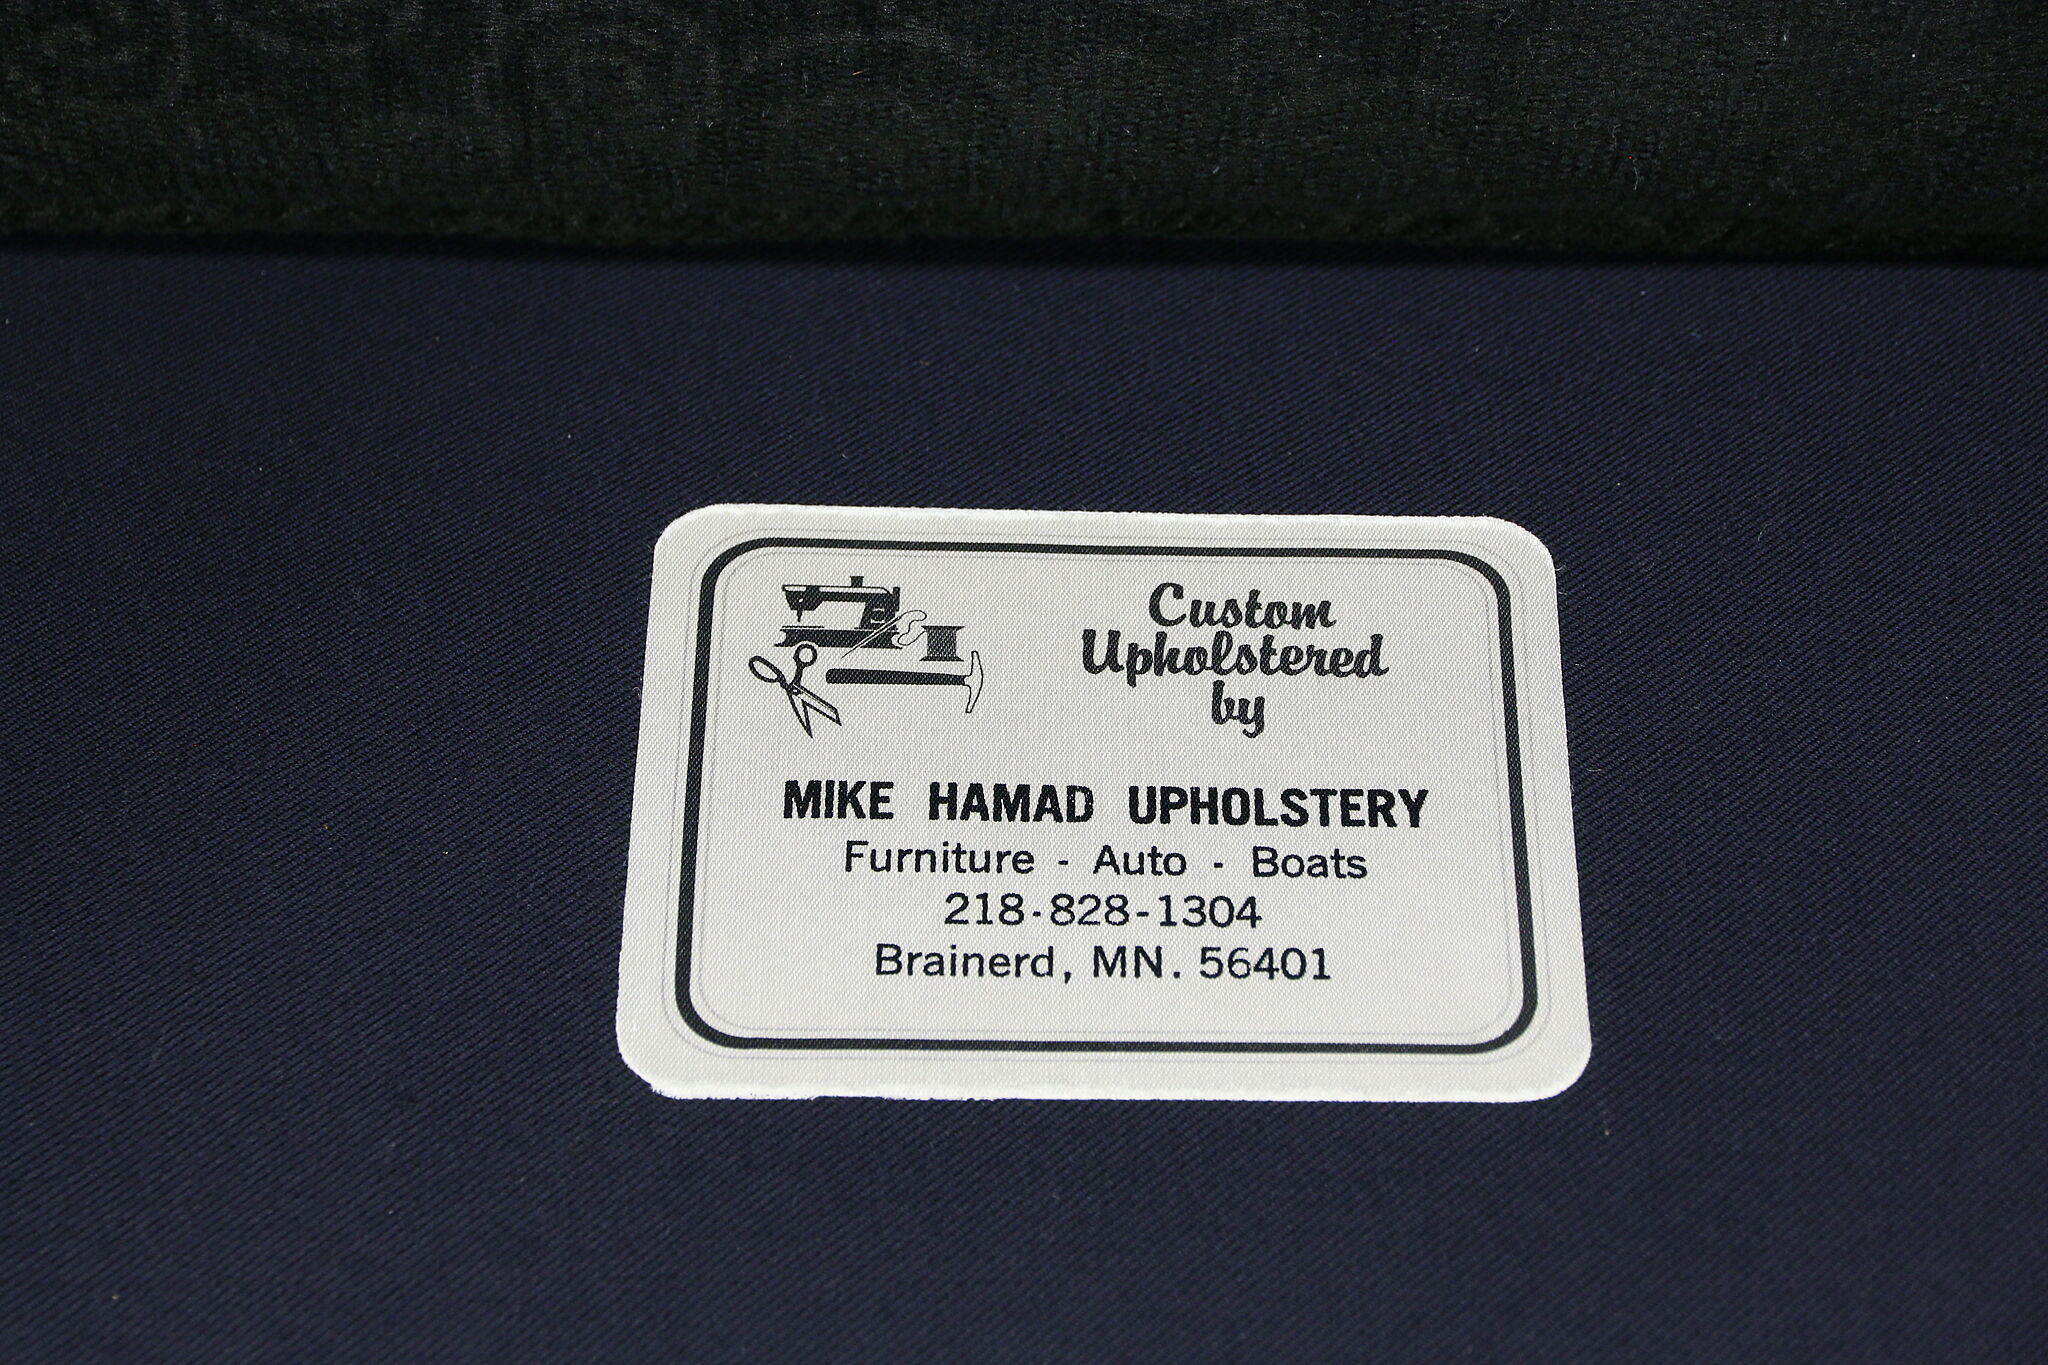 Custom
Upholstered
by
MIKE HAMAD UPHOLSTERY
Furniture - Auto - Boats
218-828-1304
Brainerd, MN. 56401